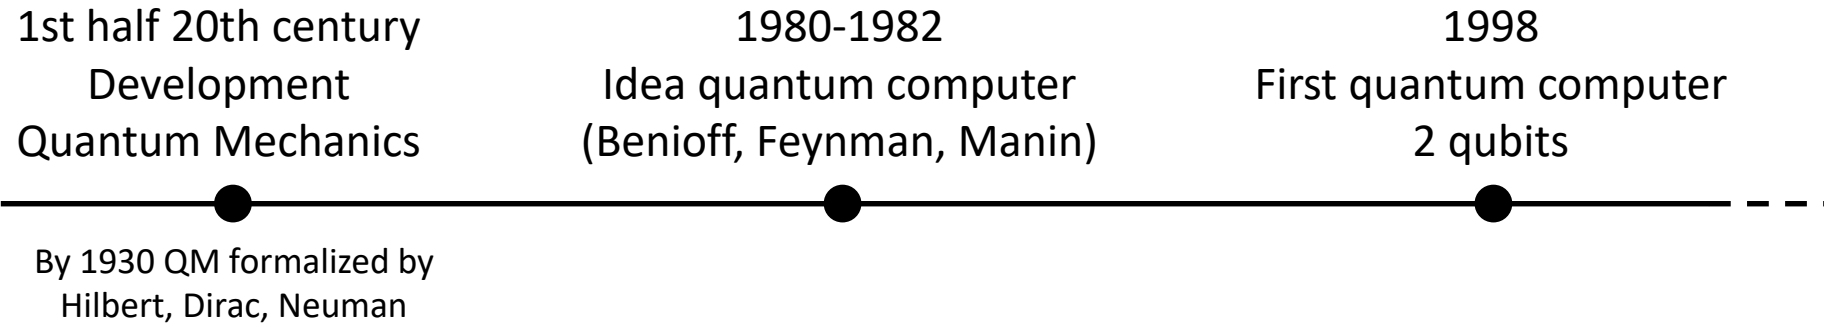 1st half 20th century
Development
Quantum Mechanics
By 1930 QM formalized by
Hilbert, Dirac, Neuman
1980-1982
Idea quantum computer
(Benioff, Feynman, Manin)
1998
First quantum computer
2 qubits